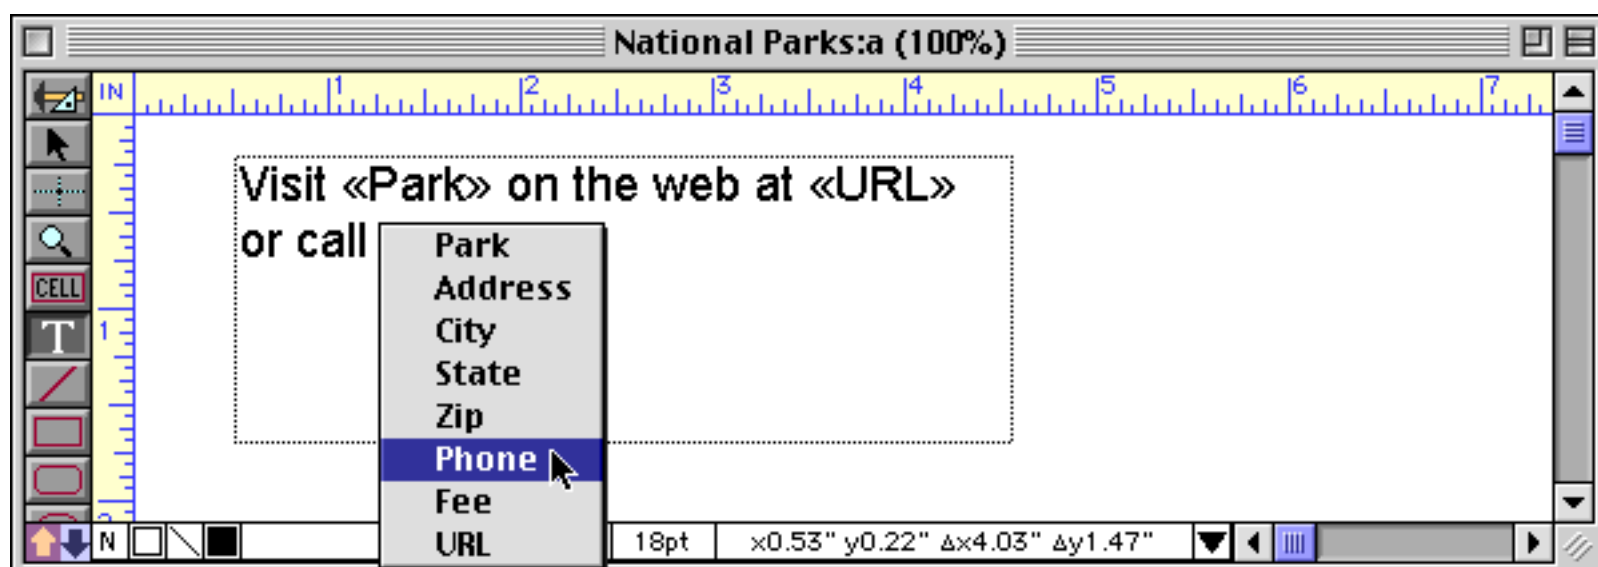 National Parks:a (100%)
IN 1 2 3 4 5 6 7
Visit «Park» on the web at «URL»
or call
Park
Address
City
CELL
1
State
Zip
Phone
Fee
2
N
URL
18pt x0.53" y0.22" Δx4.03" Δy1.47"
T